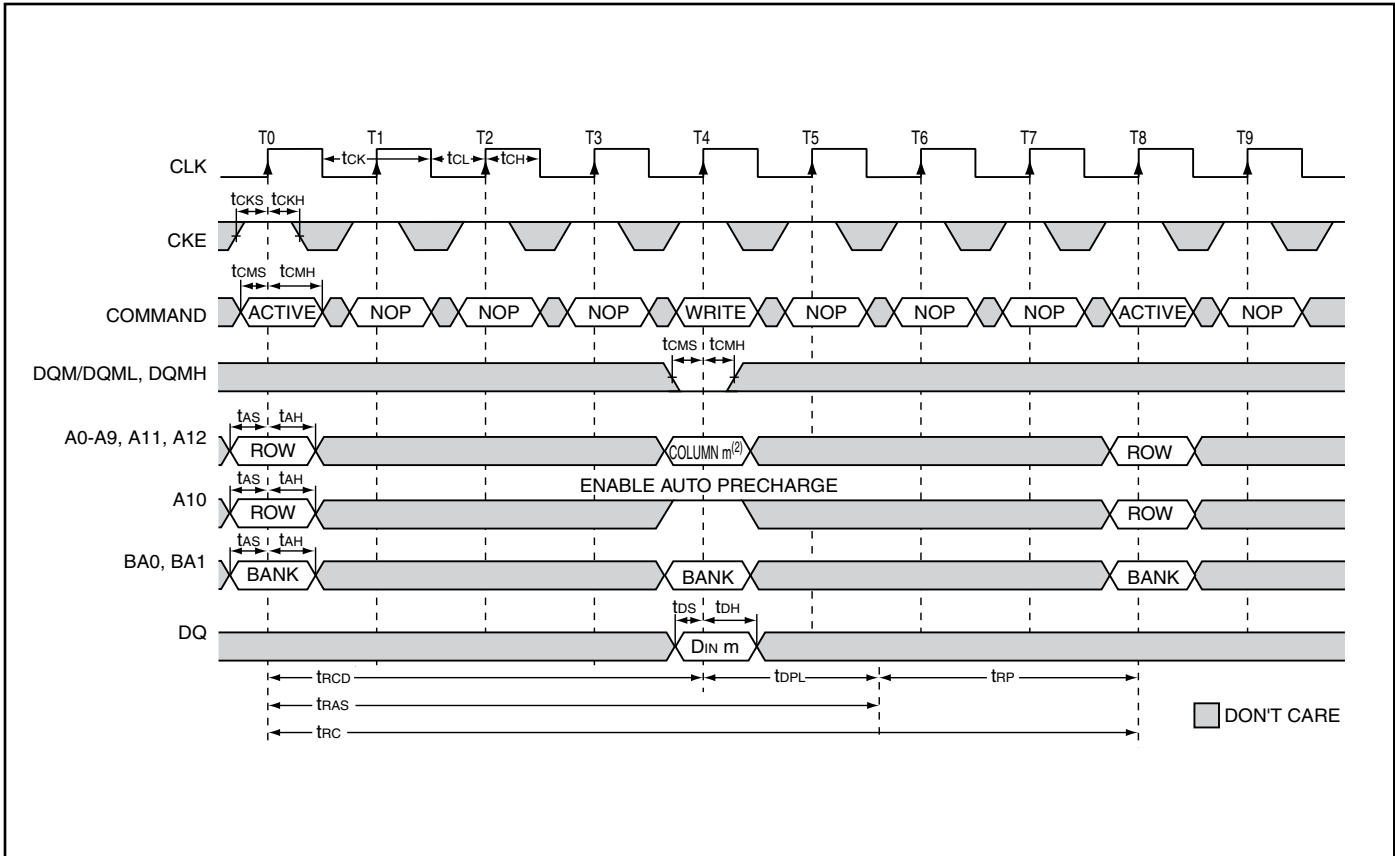 T0 T1 T2 T3 T4 T5 T6 T7 T8 T9
CLK tCK tCL tCH
tCKS tCKH
CKE
tCMS tCMH
COMMAND ACTIVE NOP NOP NOP WRITE NOP NOP NOP ACTIVE NOP
tCMS tCMH
DQM/DQML, DQMH
tAS tAH
A0-A9, A11, A12 ROW COLUMN m(2) ROW
tAS tAH ENABLE AUTO PRECHARGE
A10 ROW ROW
tAS tAH
BA0, BA1 BANK BANK BANK
tDS tDH
DQ DIN m
tRCD tDPL tRP
tRAS
DON'T CARE
tRC